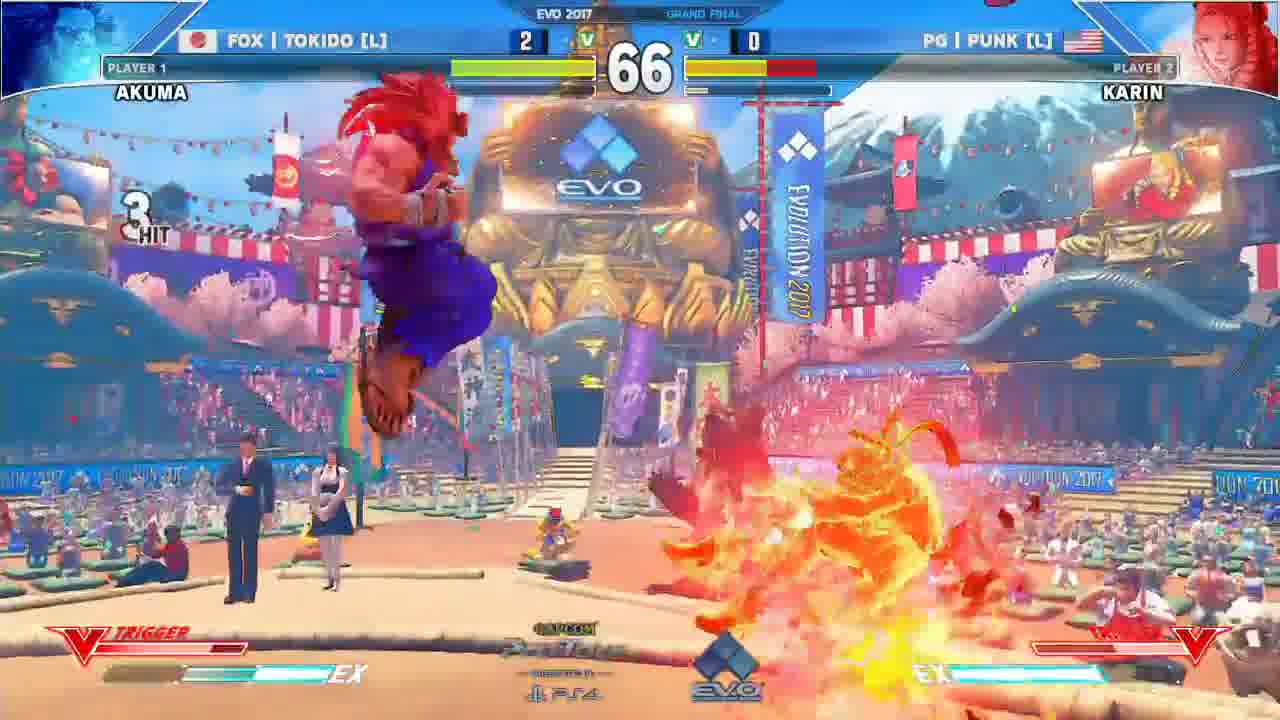 EVO 2017 GRAND FINAL
FOX | TOKIDO [L] 2 V 66 V 0 PG | PUNK [L]
PLAYER 1 PLAYER 2
AKUMA KARIN
EVO
EVOLUTION 2017
3
HIT
V TRIGGER V
EX EX
CAPCOM
PS4
EVO